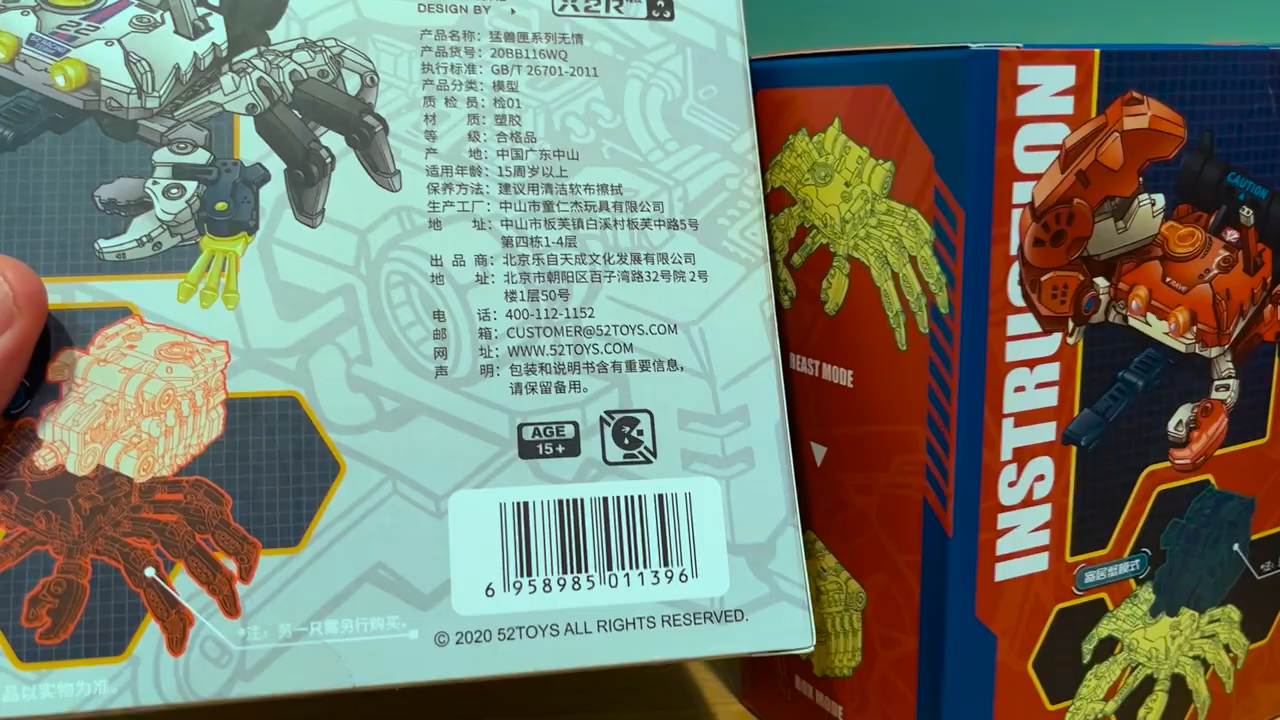 DESIGN BY
X2R
产品名称：猛兽匣系列无情
产品货号：20BB116WQ
执行标准：GB/T 26701-2011
产品分类：模型
质 检 员：检01
材 质：塑胶
等 级：合格品
产 地：中国广东中山
适用年龄：15周岁以上
保养方法：建议用清洁软布擦拭
生产工厂：中山市童仁杰玩具有限公司
地 址：中山市板芙镇白溪村板芙中路5号
第四栋1-4层
出 品 商：北京乐自天成文化发展有限公司
地 址：北京市朝阳区百子湾路32号院 2号
楼1层50号
电 话：400-112-1152
邮 箱：CUSTOMER@52TOYS.COM
网 址：WWW.52TOYS.COM
声 明：包装和说明书含有重要信息，
请保留备用。
AGE
15+
6 958985 011396
© 2020 52TOYS ALL RIGHTS RESERVED.
*注：另一只需另行购买。
品以实物为准。
22
BEAST MODE
BOX MODE
INSTRUCTION
CAUTION
RAVE
寄居蟹模式